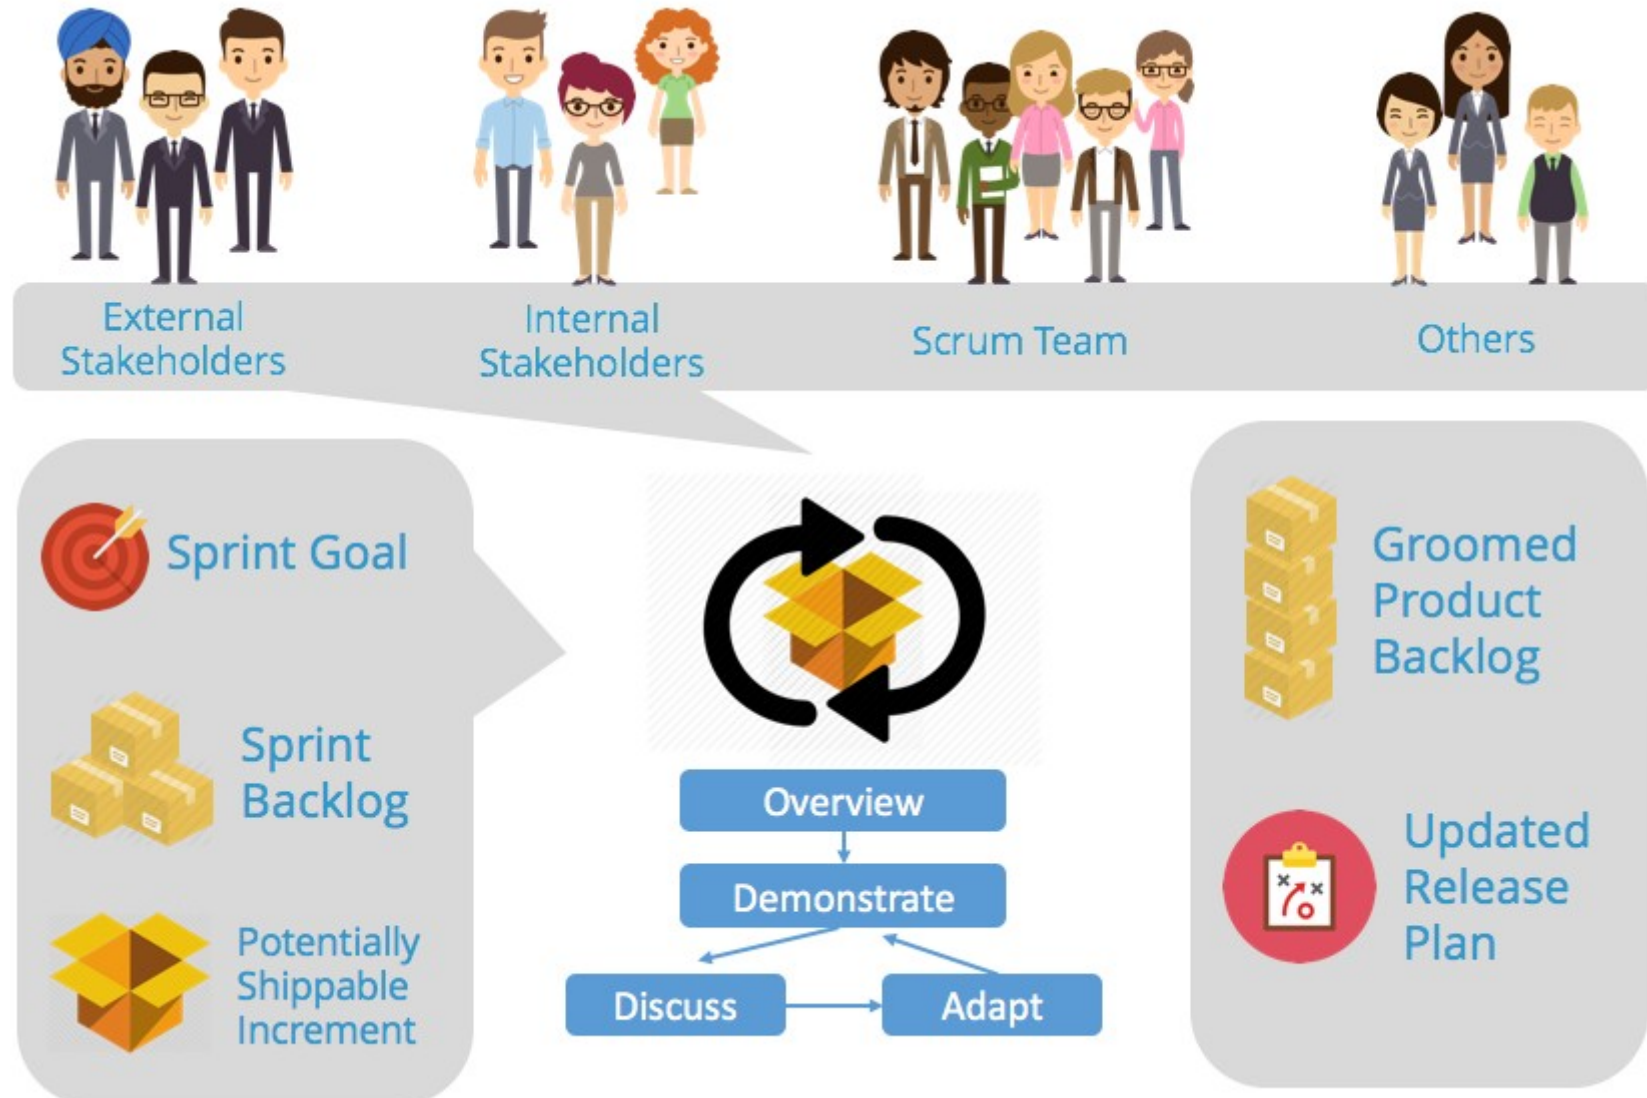 External
Stakeholders
Internal
Stakeholders
Scrum Team
Others
Sprint Goal
Sprint
Backlog
Potentially
Shippable
Increment
Overview
Demonstrate
Discuss
Adapt
Groomed
Product
Backlog
Updated
Release
Plan